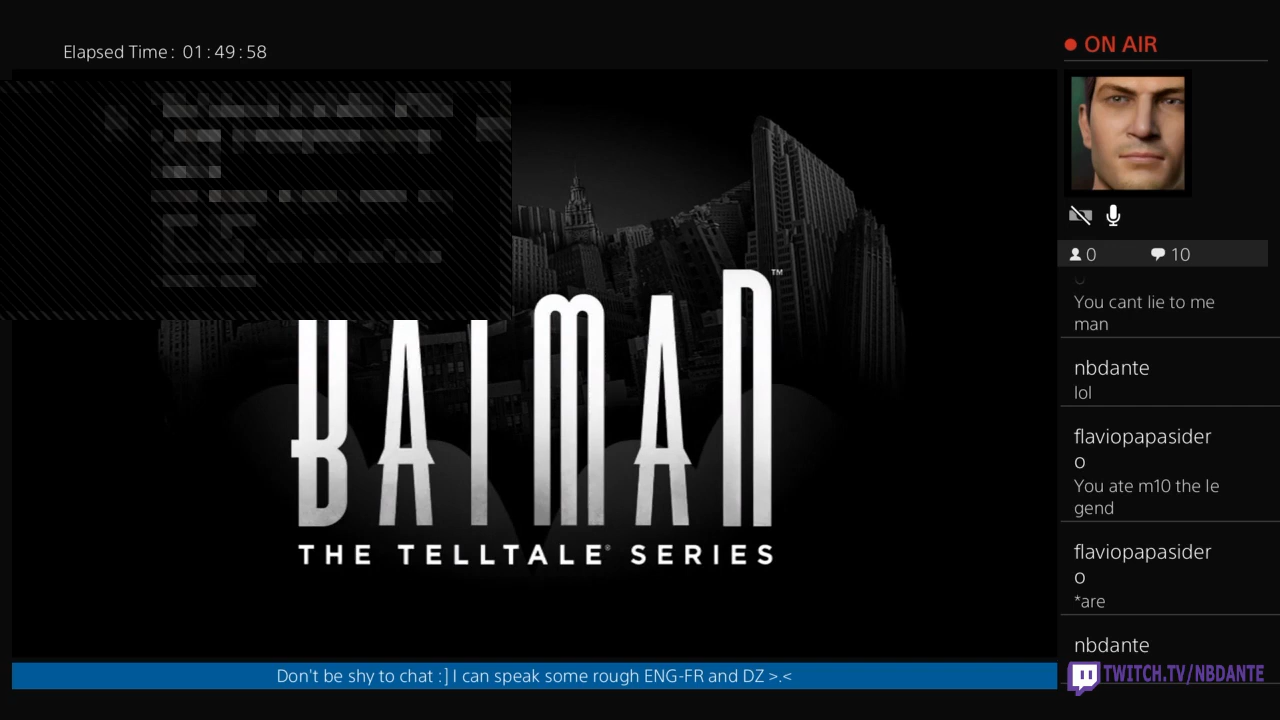 Elapsed Time: 01:49:58
ON AIR
0 10
You cant lie to me
man
nbdante
lol
flaviopapasider
o
You ate m10 the le
gend
flaviopapasider
o
*are
nbdante
BATMAN™
THE TELLTALE® SERIES
Don't be shy to chat :] I can speak some rough ENG-FR and DZ >.<
TWITCH.TV/NBDANTE